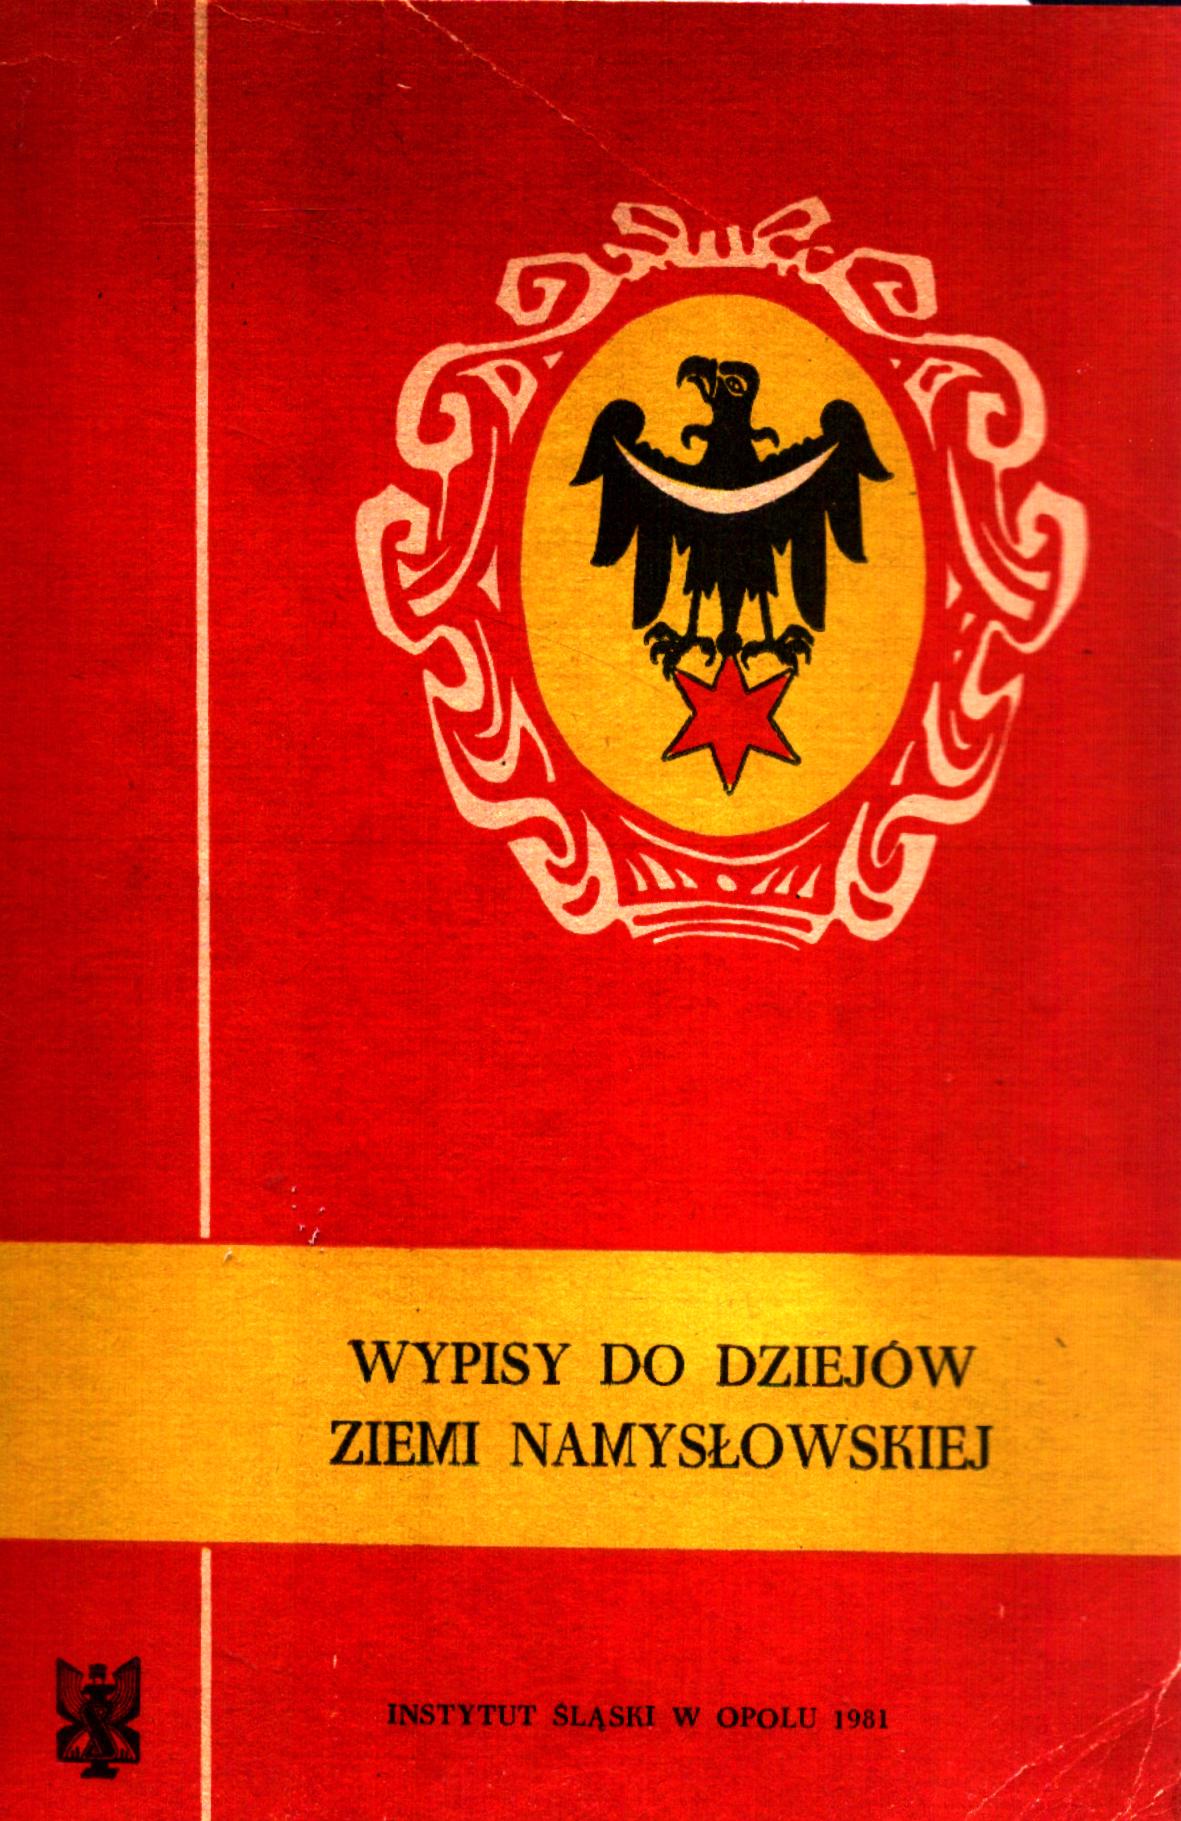 WYPISY DO DZIEJÓW
ZIEMI NAMYSŁOWSKIEJ
INSTYTUT ŚLĄSKI W OPOLU 1981